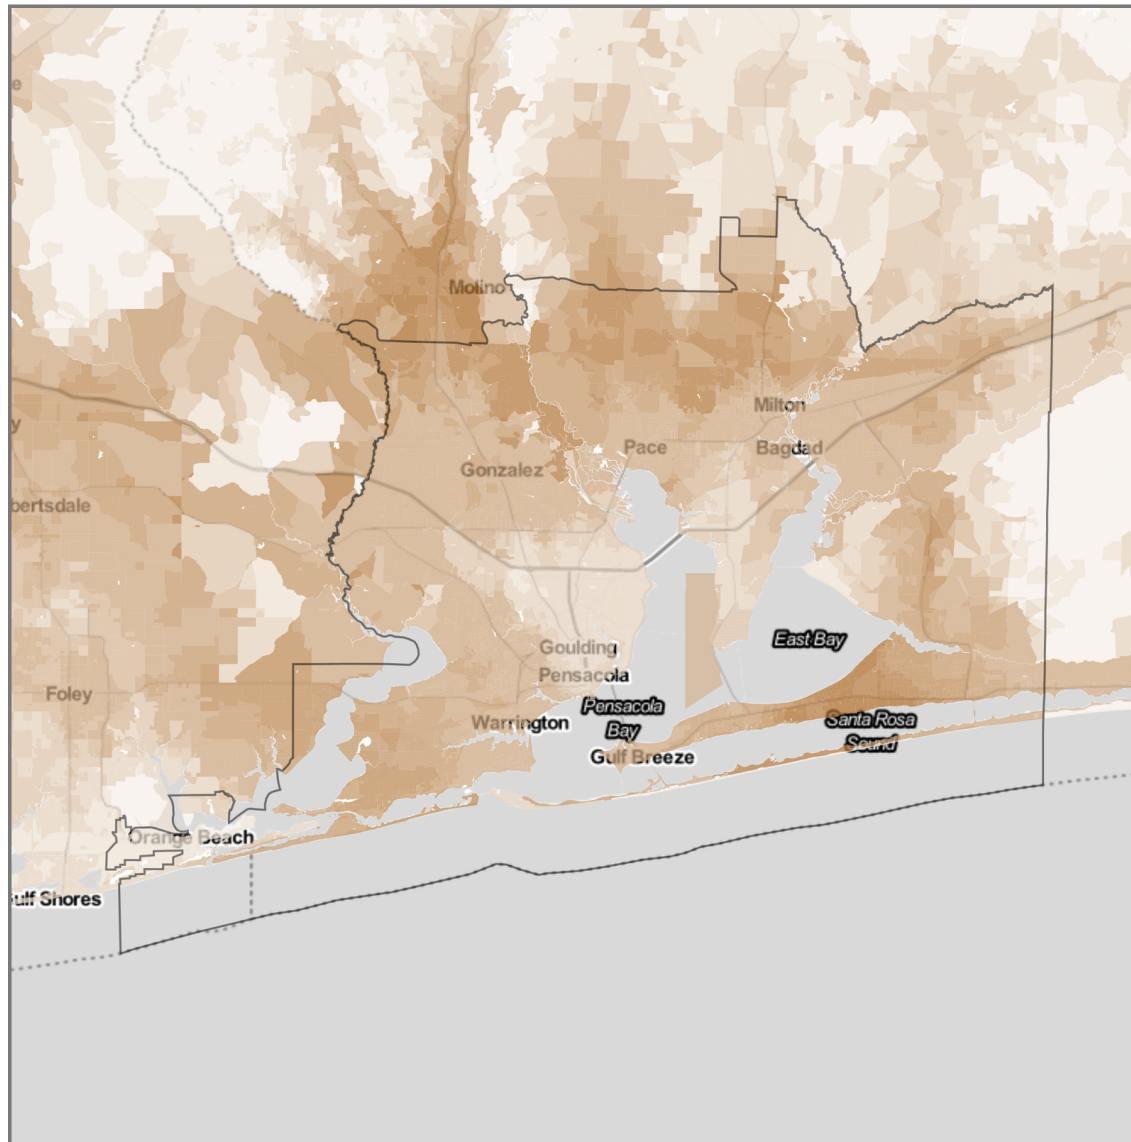 e
Molino
Milton
y
Pace
Bagdad
Gonzalez
bertsdale
East Bay
Goulding
Pensacola
Foley
Pensacola
Bay
Warrington
Santa Rosa
Sound
Gulf Breeze
Orange Beach
ulf Shores